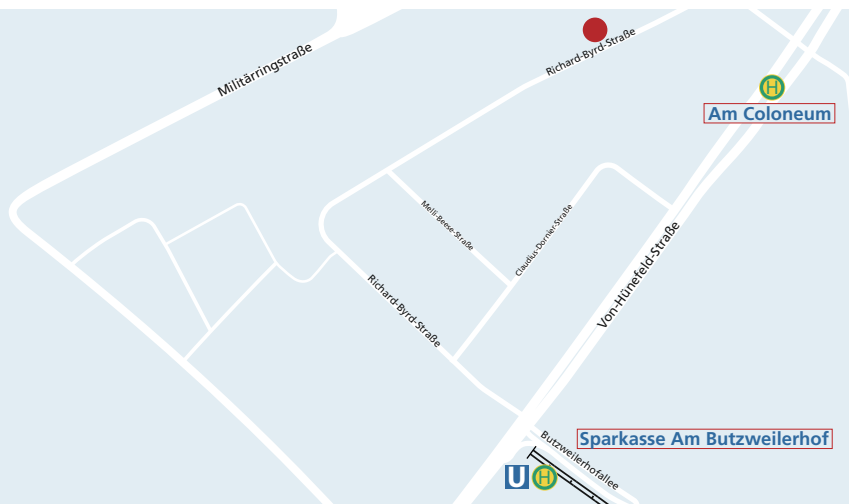 Militärringstraße
Richard-Byrd-Straße
H
Am Coloneum
Melli-Beese-Straße
Claudius-Dornier-Straße
Von-Hünefeld-Straße
Richard-Byrd-Straße
Sparkasse Am Butzweilerhof
Butzweilerhofallee
U H